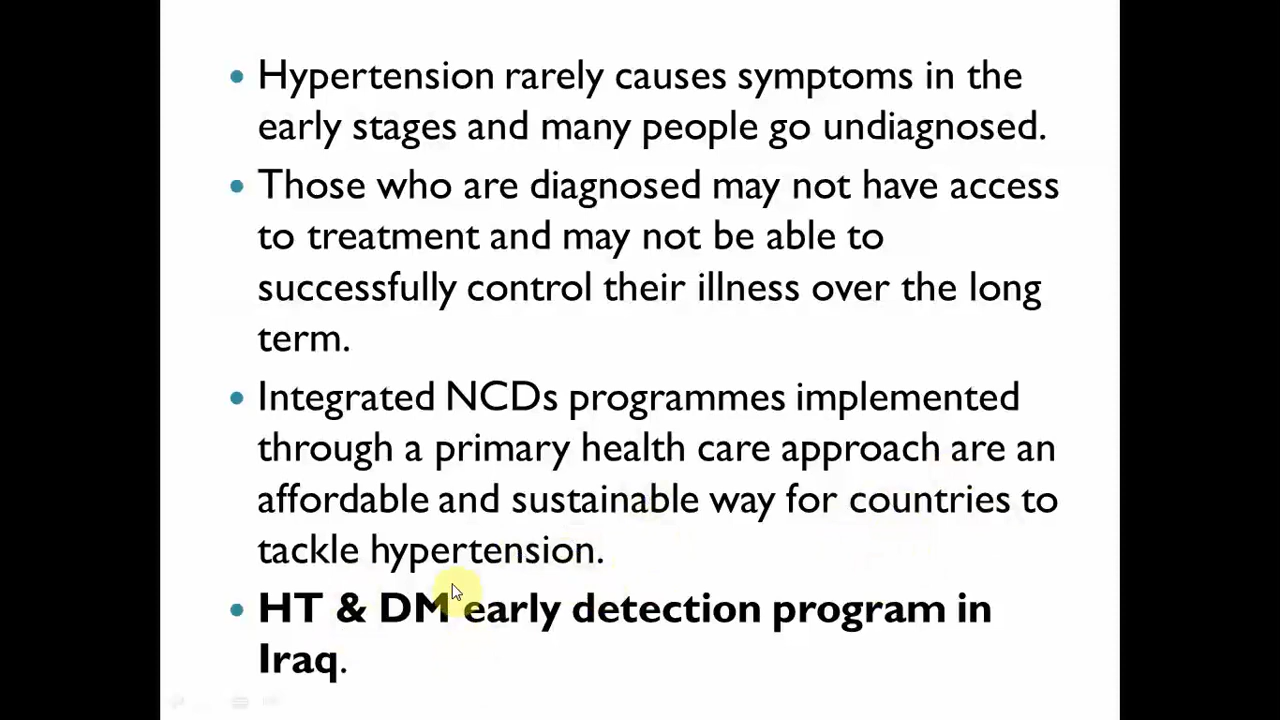 • Hypertension rarely causes symptoms in the
early stages and many people go undiagnosed.
• Those who are diagnosed may not have access
to treatment and may not be able to
successfully control their illness over the long
term.
• Integrated NCDs programmes implemented
through a primary health care approach are an
affordable and sustainable way for countries to
tackle hypertension.
• HT & DM early detection program in
Iraq.